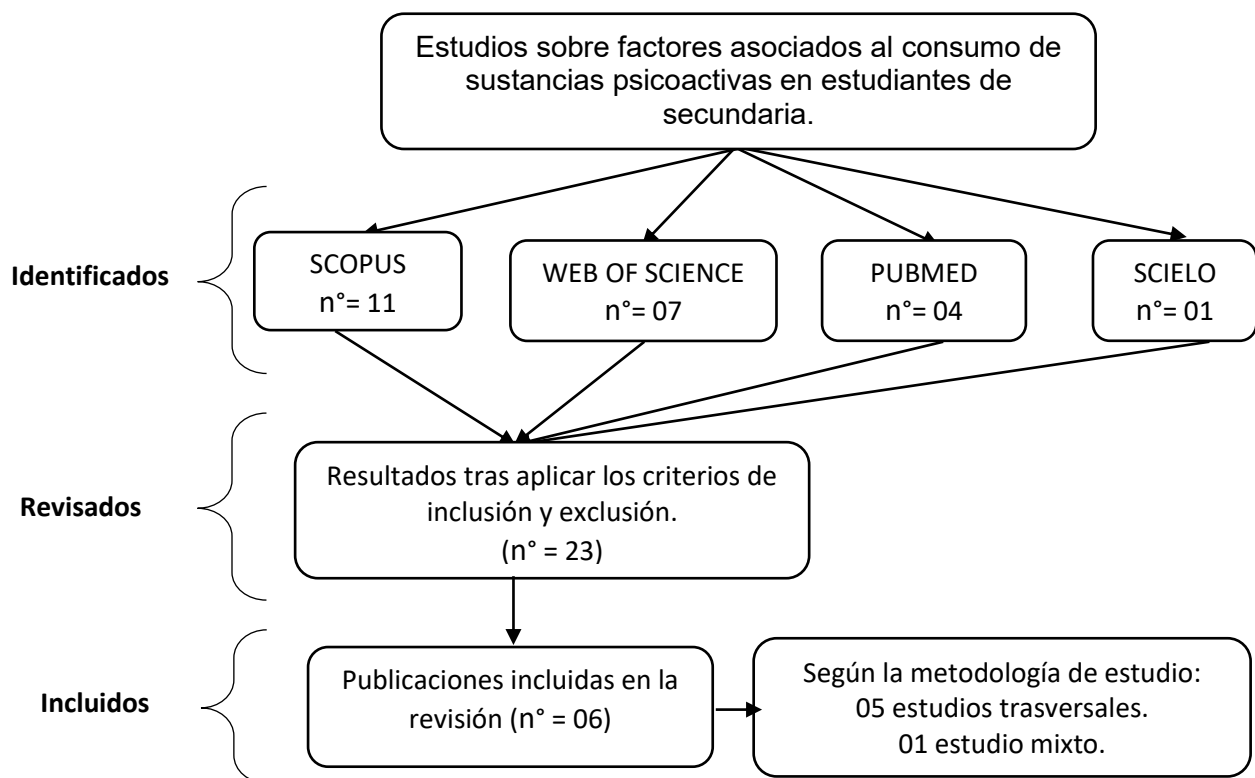 Estudios sobre factores asociados al consumo de
sustancias psicoactivas en estudiantes de
secundaria.
Identificados
SCOPUS
n°= 11
WEB OF SCIENCE
n°= 07
PUBMED
n°= 04
SCIELO
n°= 01
Revisados
Resultados tras aplicar los criterios de
inclusión y exclusión.
(n° = 23)
Incluidos
Publicaciones incluidas en la
revisión (n° = 06)
Según la metodología de estudio:
05 estudios trasversales.
01 estudio mixto.